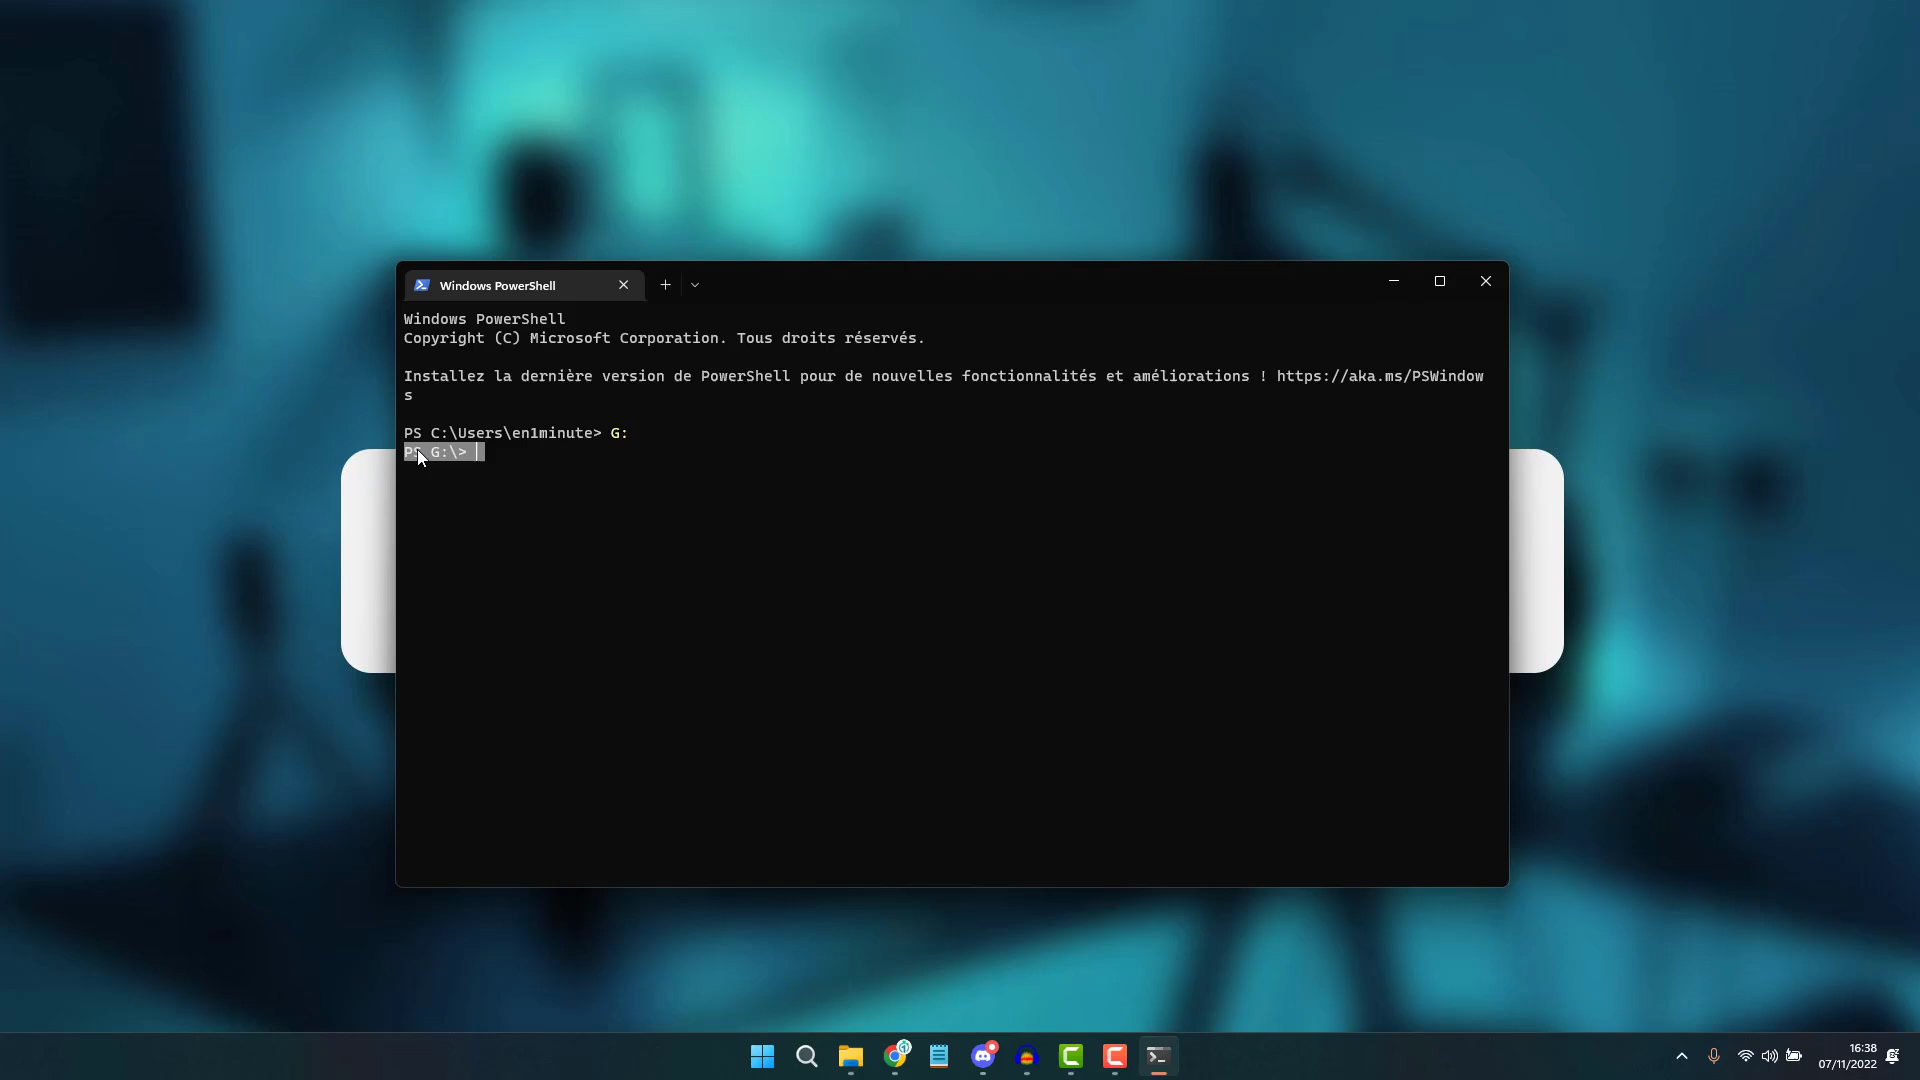 Windows PowerShell
Windows PowerShell
Copyright (C) Microsoft Corporation. Tous droits réservés.
Installez la dernière version de PowerShell pour de nouvelles fonctionnalités et améliorations ! https://aka.ms/PSWindow
s
PS C:\Users\en1minute> G:
PS G:\>
16:38
07/11/2022